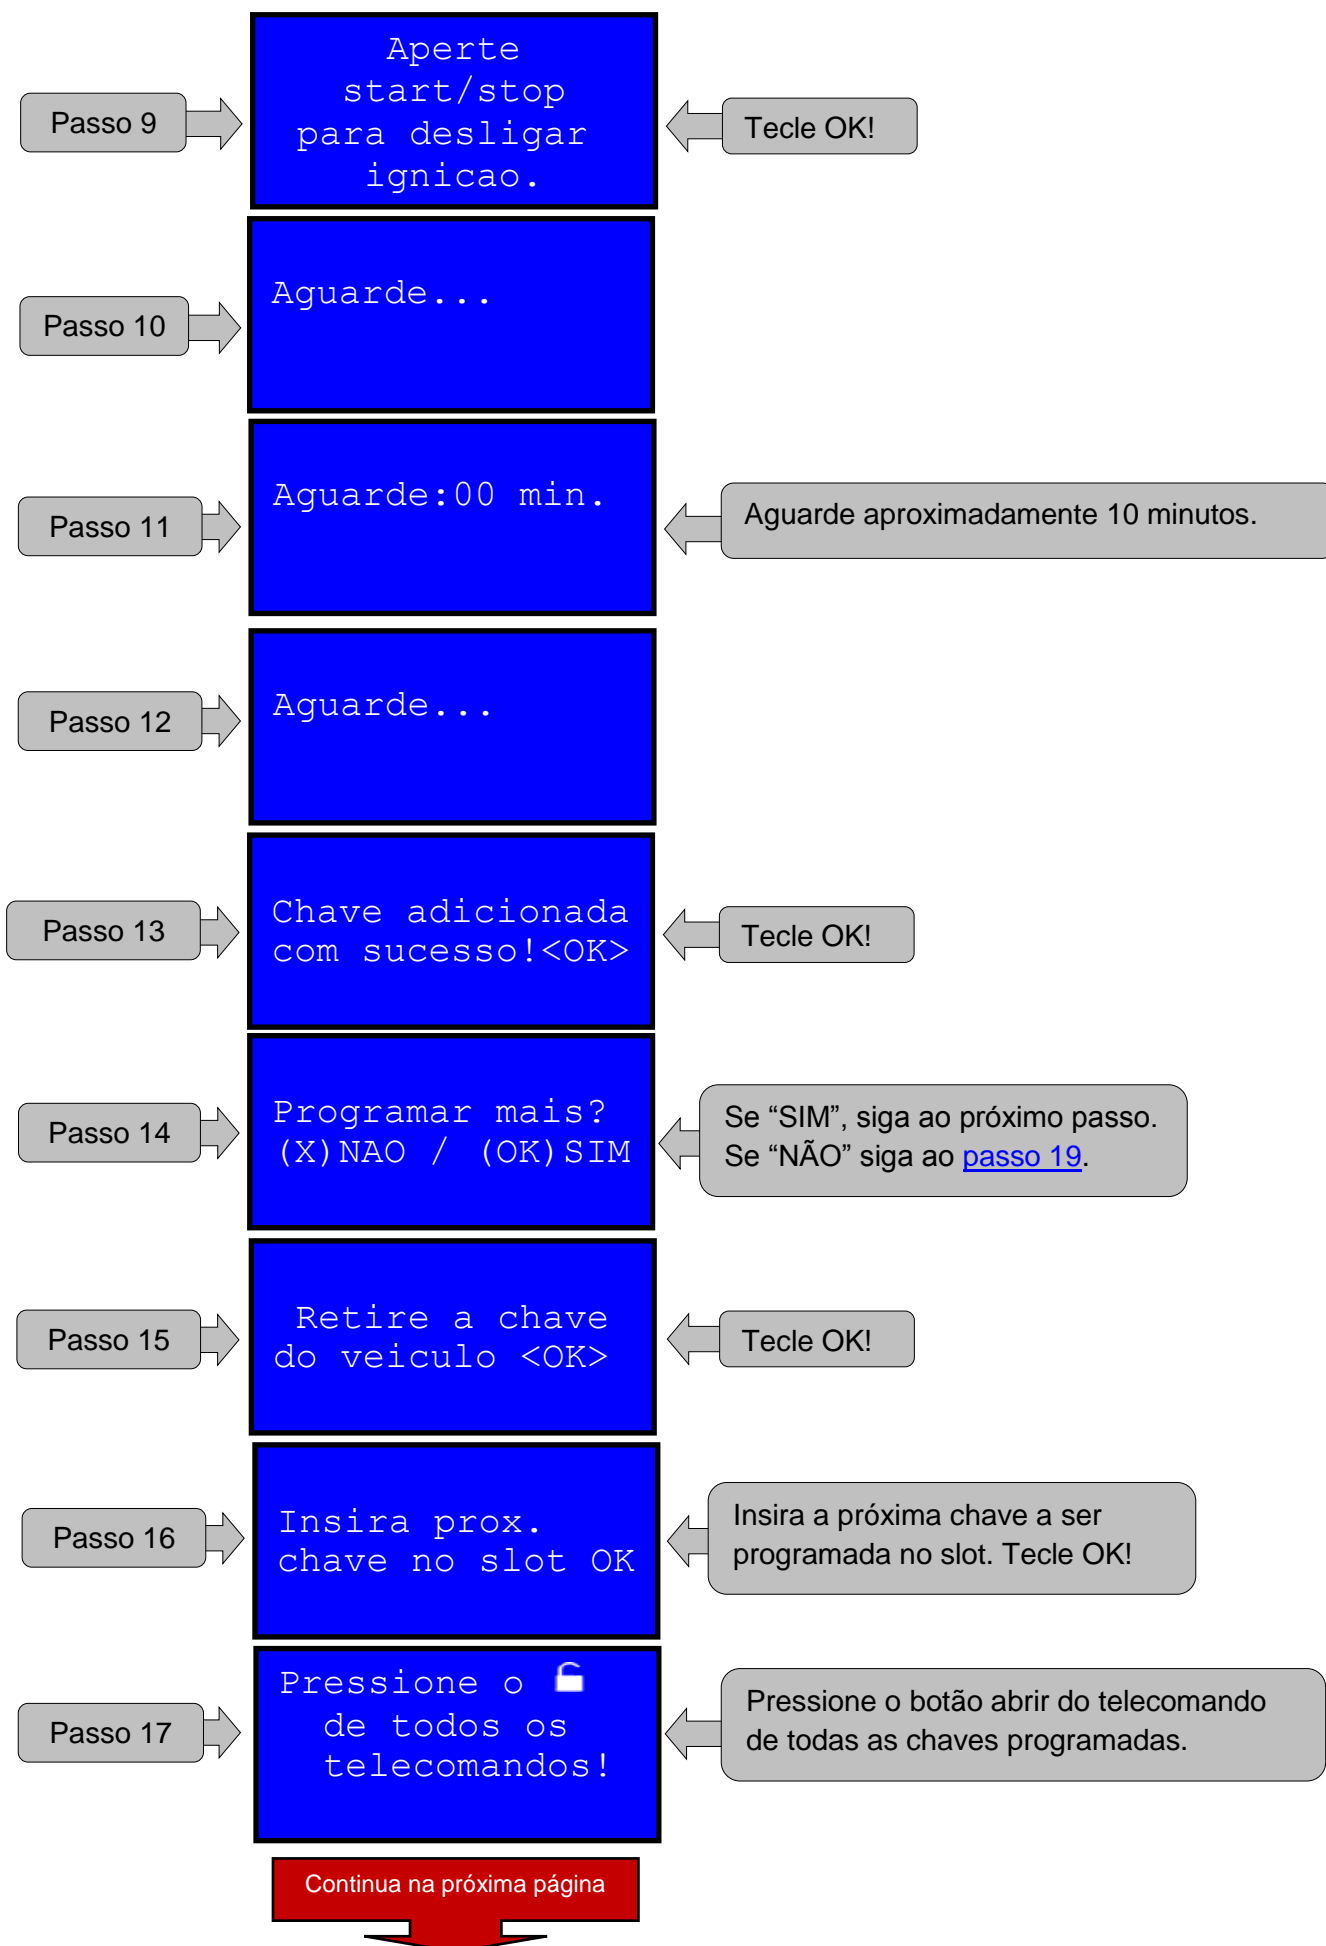 Passo 9
Aperte
start/stop
para desligar
ignicao.
Tecle OK!
Passo 10
Aguarde...
Passo 11
Aguarde:00 min.
Aguarde aproximadamente 10 minutos.
Passo 12
Aguarde...
Passo 13
Chave adicionada
com sucesso!<OK>
Tecle OK!
Passo 14
Programar mais?
(X)NAO / (OK)SIM
Se “SIM”, siga ao próximo passo.
Se “NÃO” siga ao passo 19.
Passo 15
Retire a chave
do veiculo <OK>
Tecle OK!
Passo 16
Insira prox.
chave no slot OK
Insira a próxima chave a ser
programada no slot. Tecle OK!
Passo 17
Pressione o
de todos os
telecomandos!
Pressione o botão abrir do telecomando
de todas as chaves programadas.
Continua na próxima página